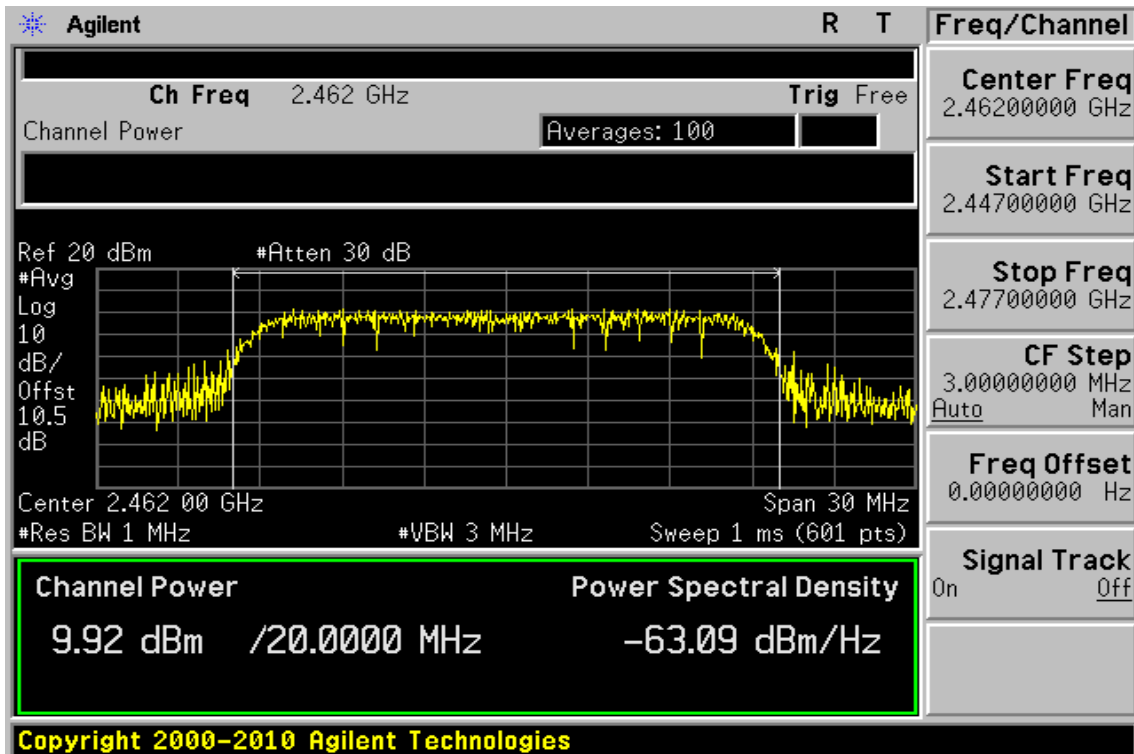 Agilent R T
Ch Freq 2.462 GHz Trig Free
Channel Power Averages: 100
Ref 20 dBm #Atten 30 dB
#Avg
Log
10
dB/
Offst
10.5
dB
Center 2.462 00 GHz Span 30 MHz
#Res BW 1 MHz #VBW 3 MHz Sweep 1 ms (601 pts)
Channel Power Power Spectral Density
9.92 dBm /20.0000 MHz -63.09 dBm/Hz
Copyright 2000-2010 Agilent Technologies
Freq/Channel
Center Freq
2.46200000 GHz
Start Freq
2.44700000 GHz
Stop Freq
2.47700000 GHz
CF Step
3.00000000 MHz
Auto Man
Freq Offset
0.00000000 Hz
Signal Track
On Off